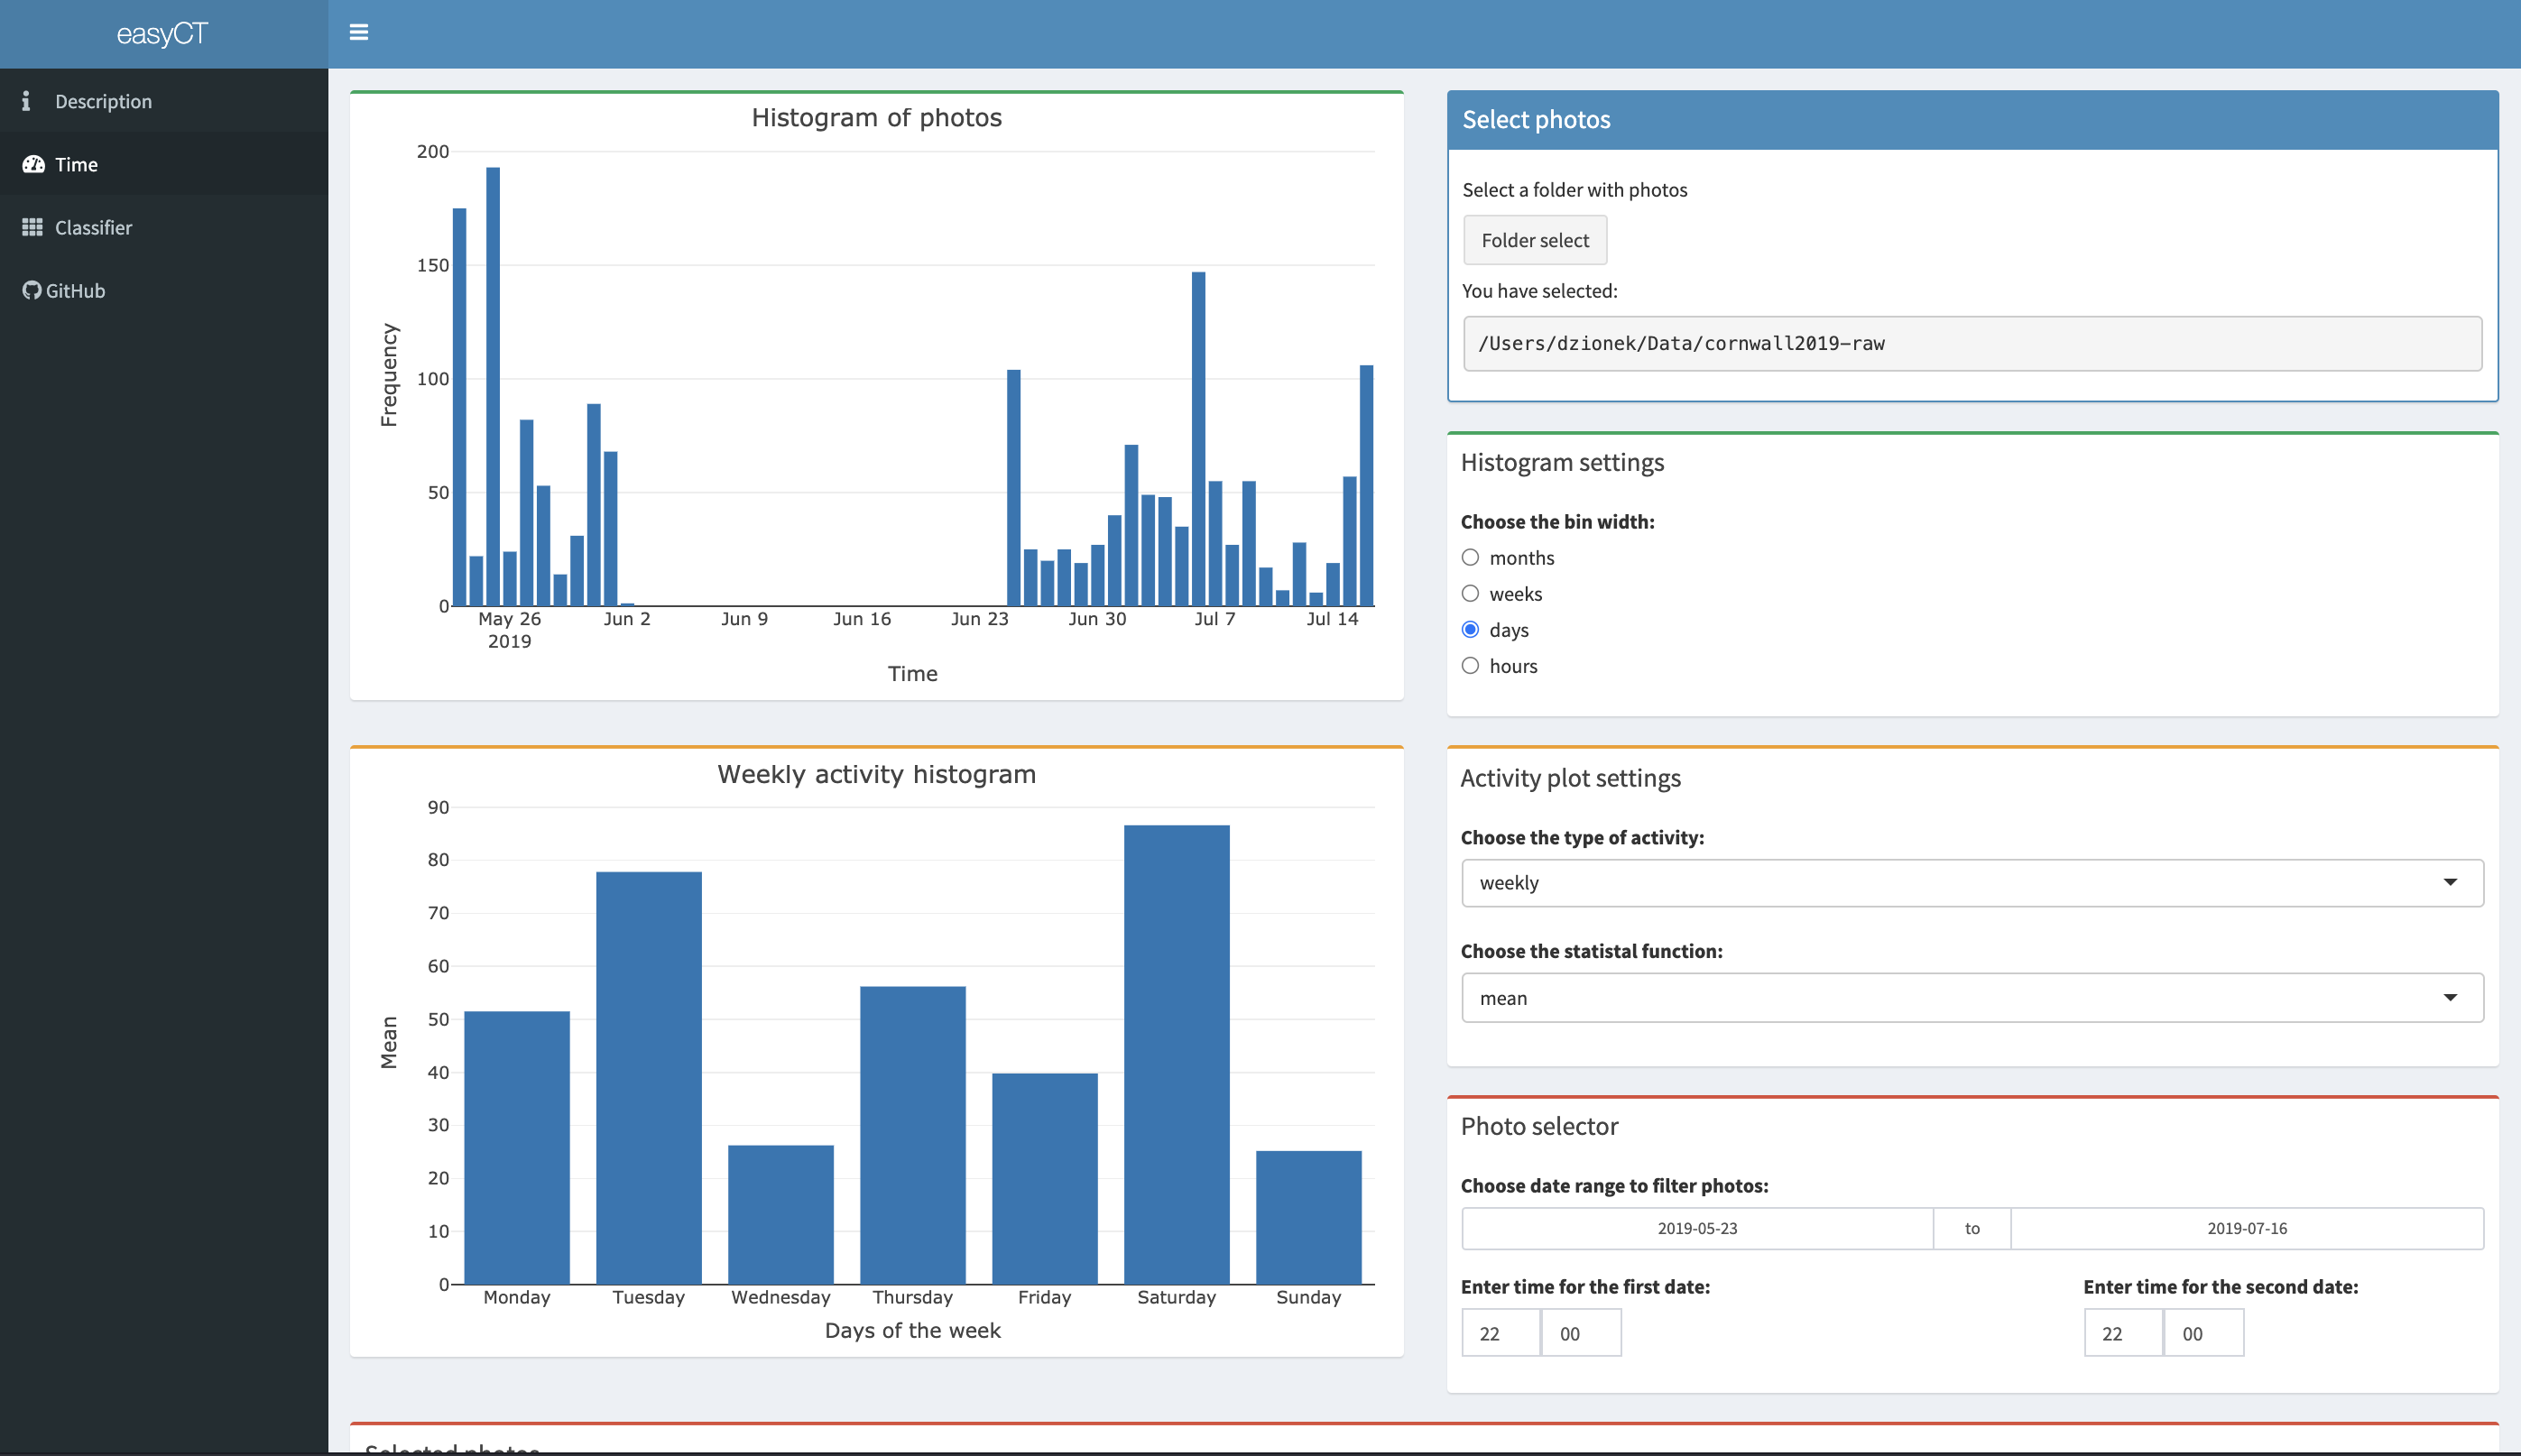 easyCT
Description
Time
Classifier
GitHub
Histogram of photos
200
150
100
50
0
Frequency
May 26
2019
Jun 2
Jun 9
Jun 16
Jun 23
Jun 30
Jul 7
Jul 14
Time
Weekly activity histogram
90
80
70
60
50
40
30
20
10
0
Mean
Monday
Tuesday
Wednesday
Thursday
Friday
Saturday
Sunday
Days of the week
Select photos
Select a folder with photos
Folder select
You have selected:
/Users/dzionek/Data/cornwall2019-raw
Histogram settings
Choose the bin width:
months
weeks
days
hours
Activity plot settings
Choose the type of activity:
weekly
Choose the statistal function:
mean
Photo selector
Choose date range to filter photos:
2019-05-23 to 2019-07-16
Enter time for the first date: Enter time for the second date:
22 00 22 00
Selected photos